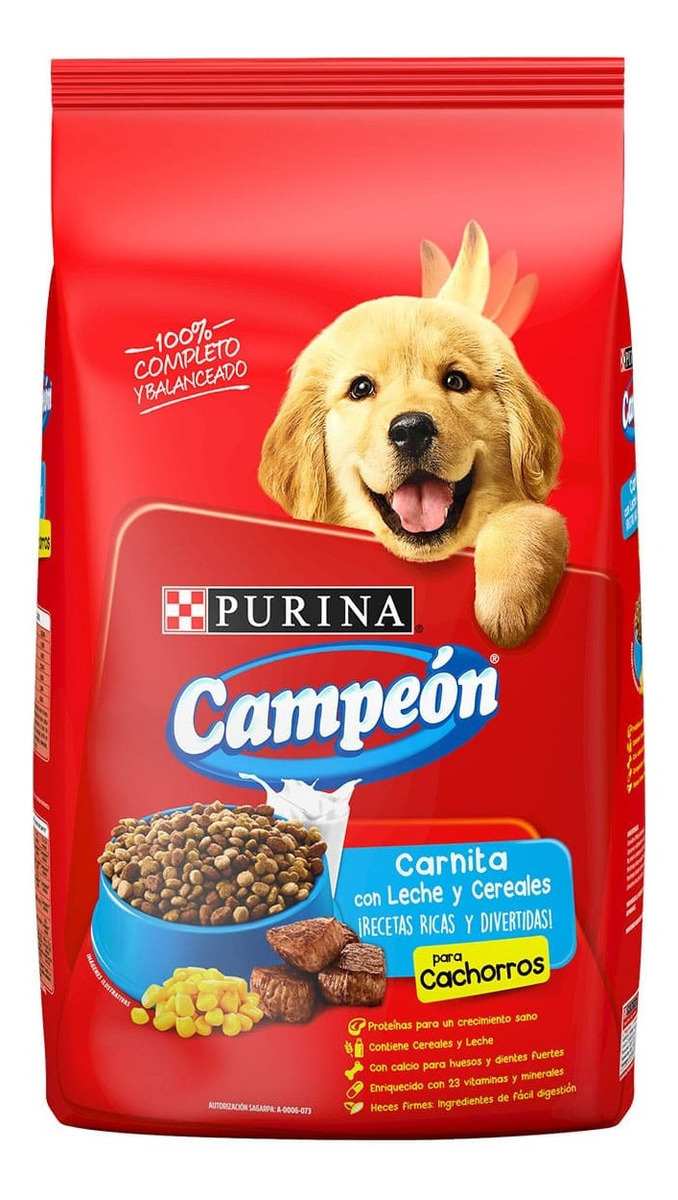 100%
COMPLETO
Y BALANCEADO
PURINA®
Campeón®
Carnita
con Leche y Cereales
¡RECETAS RICAS Y DIVERTIDAS!
para
Cachorros
IMÁGENES ILUSTRATIVAS
Proteínas para un crecimiento sano
Contiene Cereales y Leche
Con calcio para huesos y dientes fuertes
Enriquecido con 23 vitaminas y minerales
Heces firmes: Ingredientes de fácil digestión
AUTORIZACIÓN SAGARPA: A-0006-073